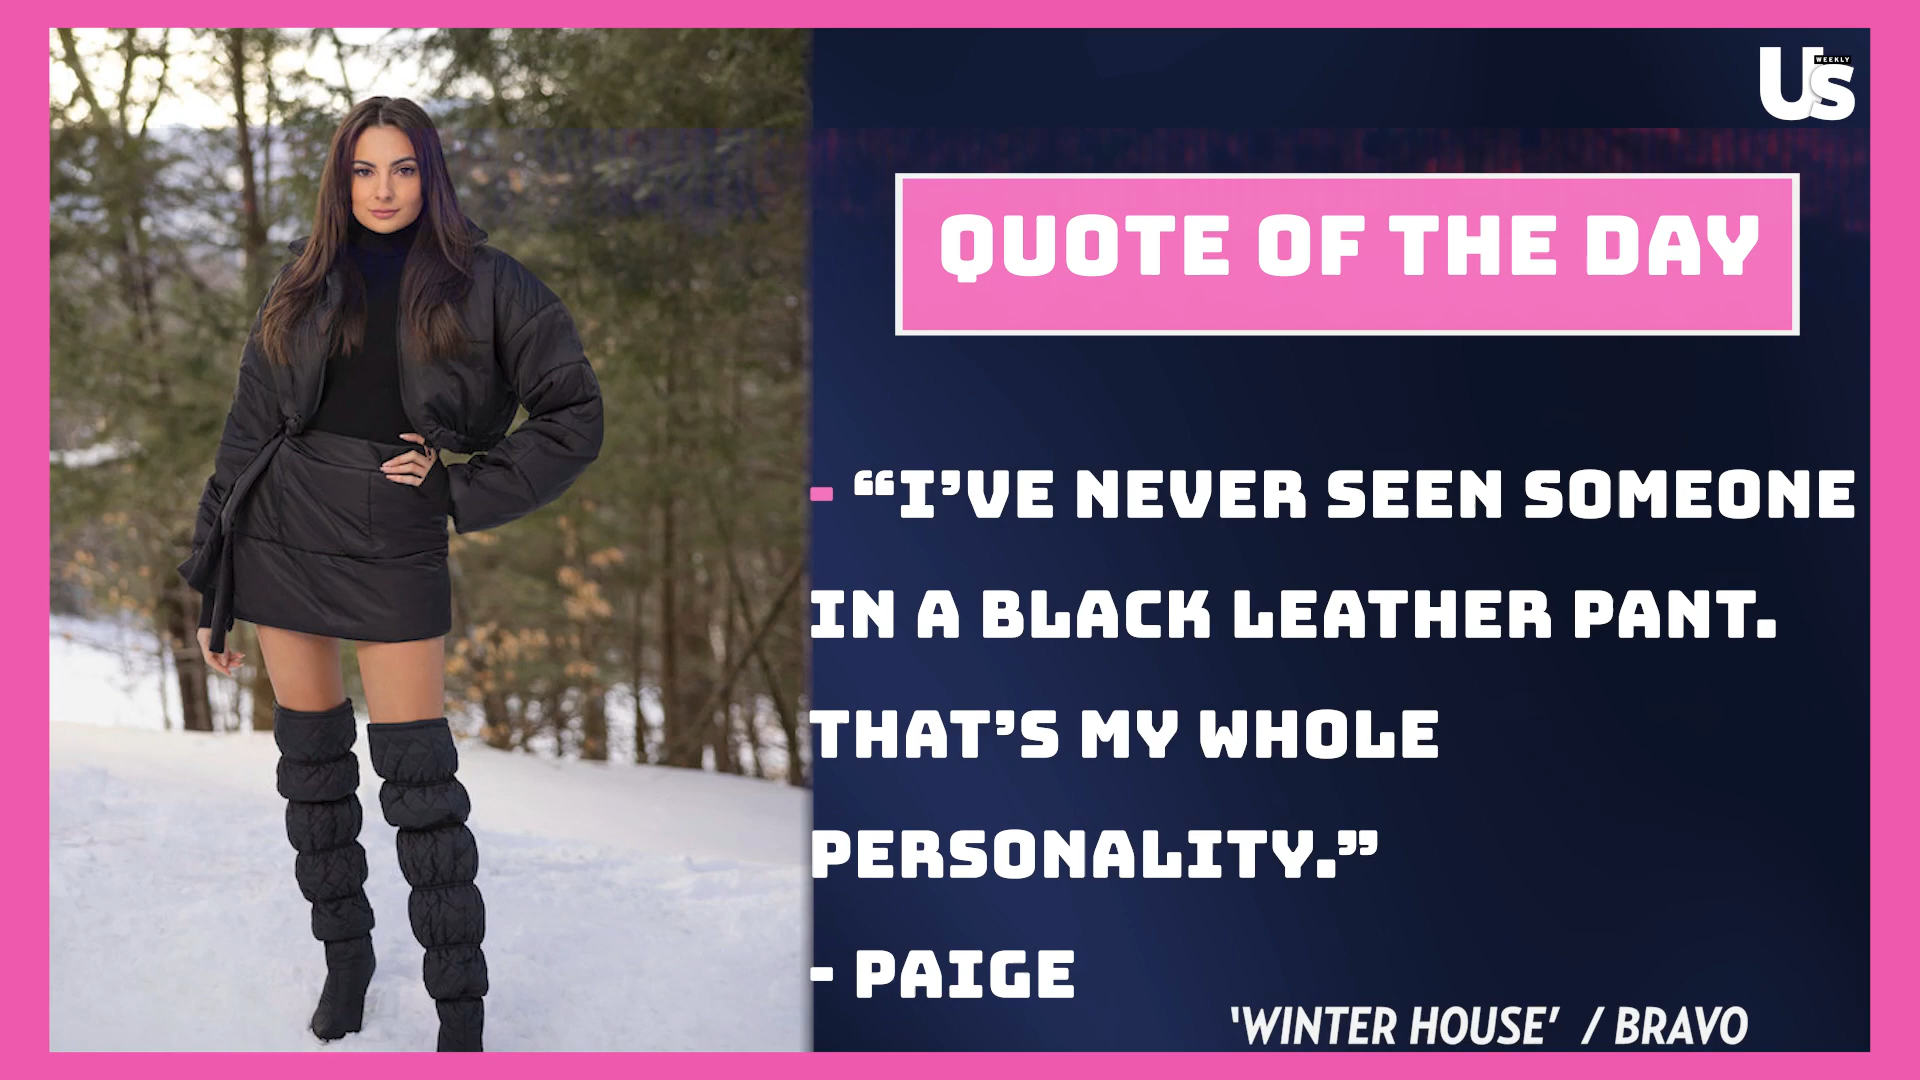 Us
WEEKLY
QUOTE OF THE DAY
- “I’VE NEVER SEEN SOMEONE
IN A BLACK LEATHER PANT.
THAT’S MY WHOLE
PERSONALITY.”
- PAIGE
‘WINTER HOUSE’ / BRAVO